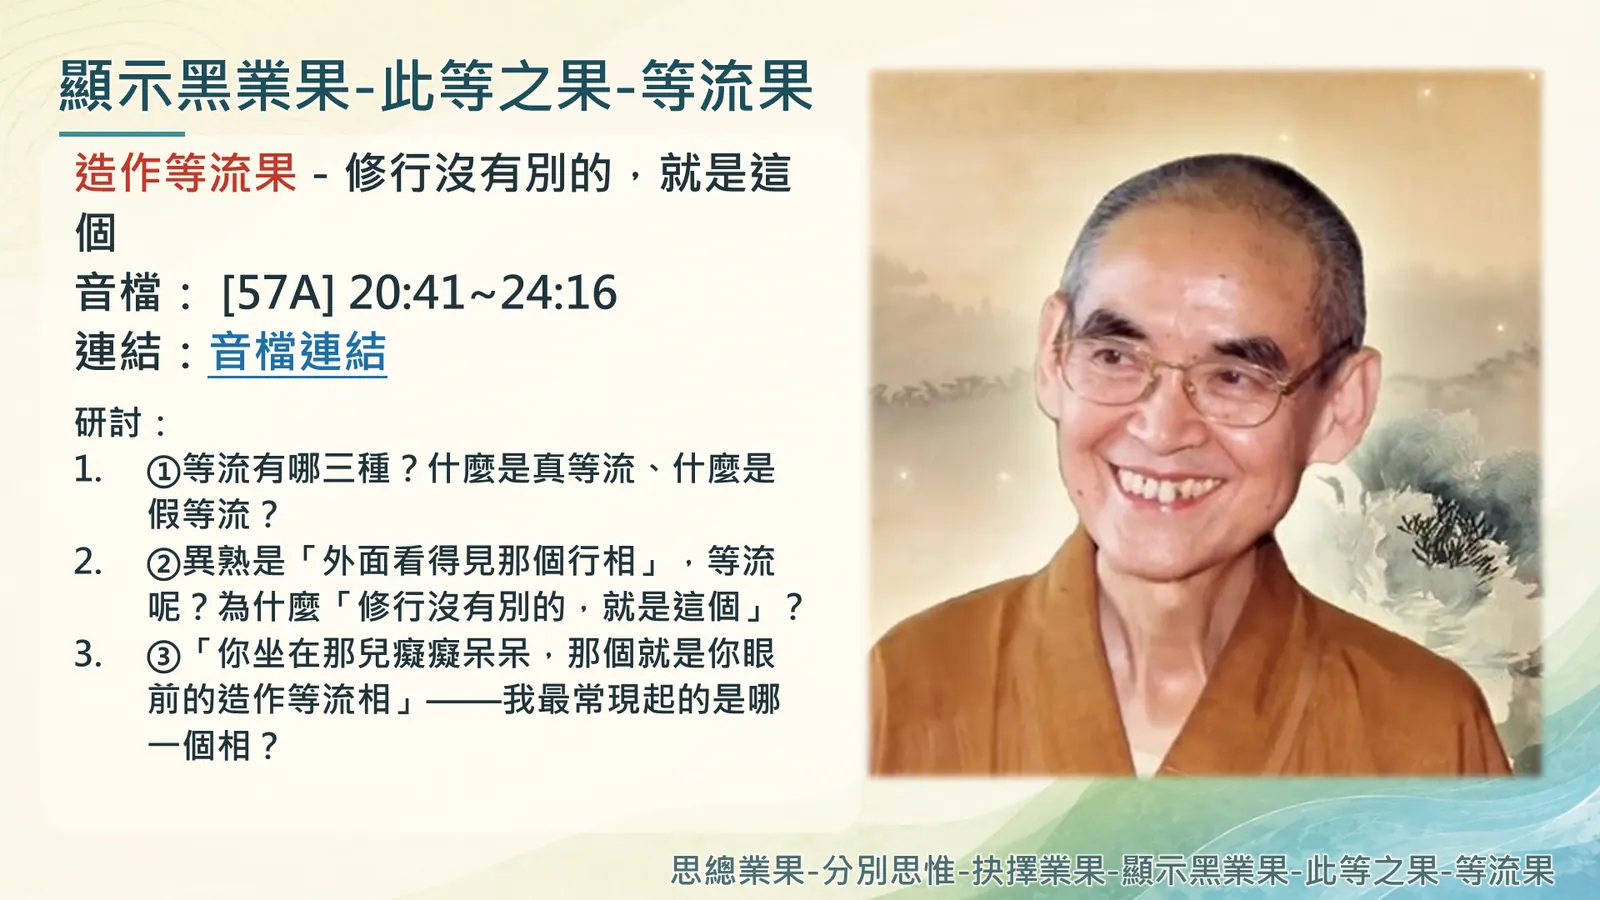 顯示黑業果-此等之果-等流果
造作等流果 - 修行沒有別的，就是這
個
音檔： [57A] 20:41~24:16
連結：音檔連結
研討：
1. ①等流有哪三種？什麼是真等流、什麼是
假等流？
2. ②異熟是「外面看得見那個行相」，等流
呢？為什麼「修行沒有別的，就是這個」？
3. ③「你坐在那兒癡癡呆呆，那個就是你眼
前的造作等流相」——我最常現起的是哪
一個相？
思總業果-分別思惟-抉擇業果-顯示黑業果-此等之果-等流果